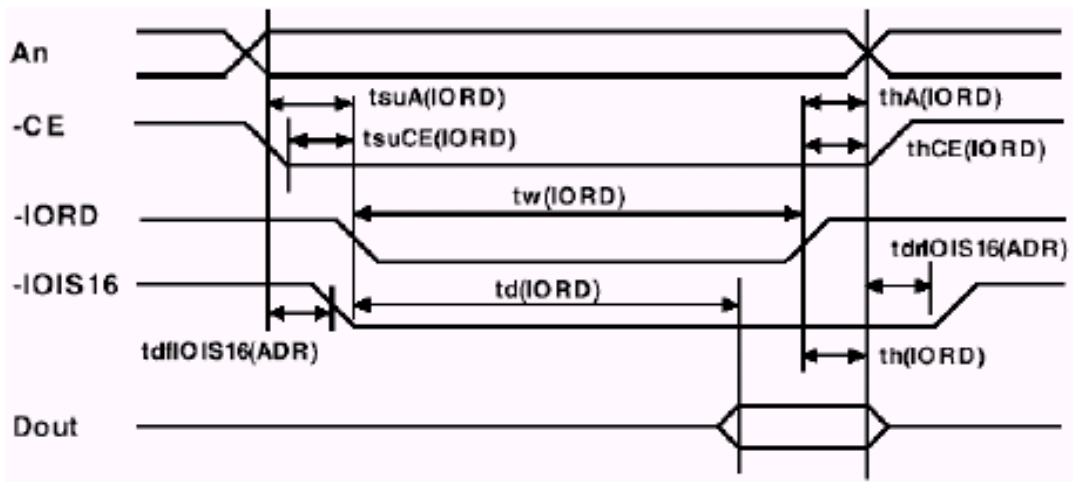 An
tsuA(IORD)
thA(IORD)
-CE
tsuCE(IORD)
thCE(IORD)
tw(IORD)
-IORD
tdrIOIS16(ADR)
-IOIS16
td(IORD)
tdfIOIS16(ADR)
th(IORD)
Dout